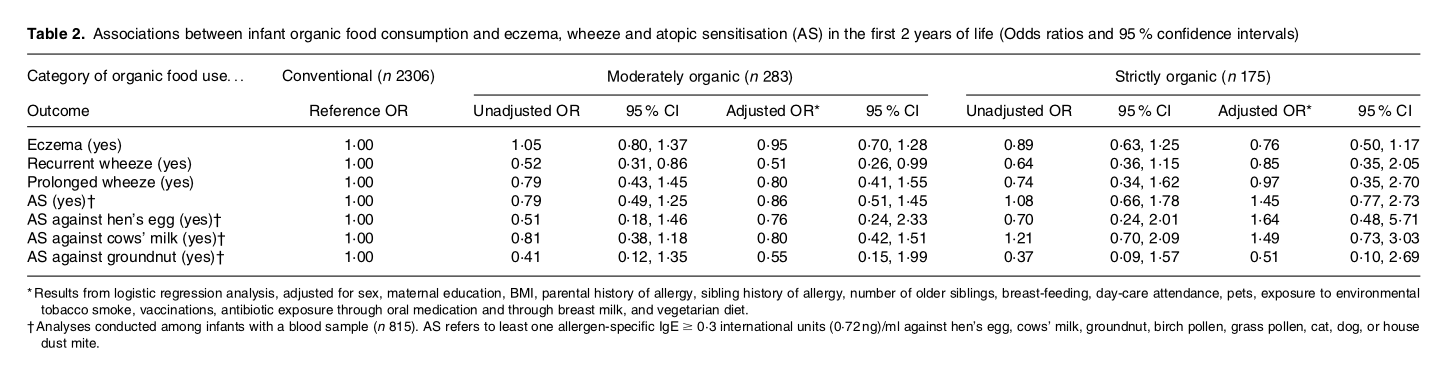 Table 2. Associations between infant organic food consumption and eczema, wheeze and atopic sensitisation (AS) in the first 2 years of life (Odds ratios and 95 % confidence intervals)
Category of organic food use... Conventional (n 2306) Moderately organic (n 283) Strictly organic (n 175)
Outcome Reference OR Unadjusted OR 95 % CI Adjusted OR* 95 % CI Unadjusted OR 95 % CI Adjusted OR* 95 % CI
Eczema (yes) 1·00 1·05 0·80, 1·37 0·95 0·70, 1·28 0·89 0·63, 1·25 0·76 0·50, 1·17
Recurrent wheeze (yes) 1·00 0·52 0·31, 0·86 0·51 0·26, 0·99 0·64 0·36, 1·15 0·85 0·35, 2·05
Prolonged wheeze (yes) 1·00 0·79 0·43, 1·45 0·80 0·41, 1·55 0·74 0·34, 1·62 0·97 0·35, 2·70
AS (yes)† 1·00 0·79 0·49, 1·25 0·86 0·51, 1·45 1·08 0·66, 1·78 1·45 0·77, 2·73
AS against hen's egg (yes)† 1·00 0·51 0·18, 1·46 0·76 0·24, 2·33 0·70 0·24, 2·01 1·64 0·48, 5·71
AS against cows' milk (yes)† 1·00 0·81 0·38, 1·18 0·80 0·42, 1·51 1·21 0·70, 2·09 1·49 0·73, 3·03
AS against groundnut (yes)† 1·00 0·41 0·12, 1·35 0·55 0·15, 1·99 0·37 0·09, 1·57 0·51 0·10, 2·69
* Results from logistic regression analysis, adjusted for sex, maternal education, BMI, parental history of allergy, sibling history of allergy, number of older siblings, breast-feeding, day-care attendance, pets, exposure to environmental
tobacco smoke, vaccinations, antibiotic exposure through oral medication and through breast milk, and vegetarian diet.
† Analyses conducted among infants with a blood sample (n 815). AS refers to least one allergen-specific IgE ≥ 0·3 international units (0·72 ng)/ml against hen's egg, cows' milk, groundnut, birch pollen, grass pollen, cat, dog, or house
dust mite.